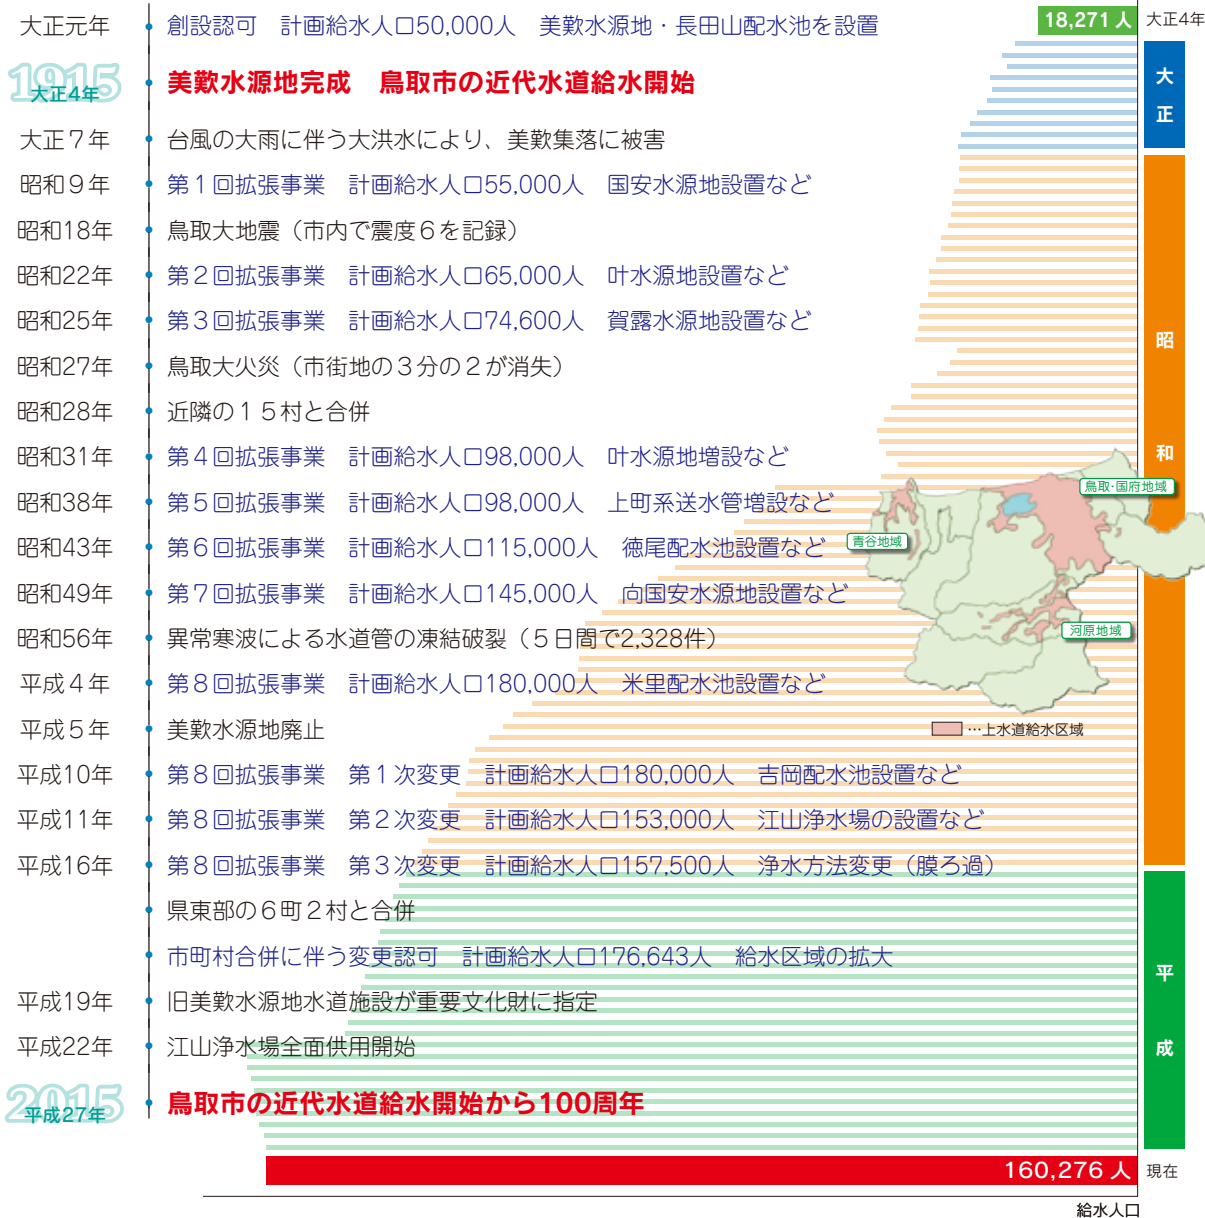 大正元年 創設認可　計画給水人口50,000人　美歎水源地・長田山配水池を設置
1915 大正4年 美歎水源地完成　鳥取市の近代水道給水開始
大正７年 台風の大雨に伴う大洪水により、美歎集落に被害
昭和９年 第１回拡張事業　計画給水人口55,000人　国安水源地設置など
昭和18年 鳥取大地震（市内で震度６を記録）
昭和22年 第２回拡張事業　計画給水人口65,000人　叶水源地設置など
昭和25年 第３回拡張事業　計画給水人口74,600人　賀露水源地設置など
昭和27年 鳥取大火災（市街地の３分の２が消失）
昭和28年 近隣の１５村と合併
昭和31年 第４回拡張事業　計画給水人口98,000人　叶水源地増設など
昭和38年 第５回拡張事業　計画給水人口98,000人　上町系送水管増設など
昭和43年 第６回拡張事業　計画給水人口115,000人　徳尾配水池設置など
昭和49年 第７回拡張事業　計画給水人口145,000人　向国安水源地設置など
昭和56年 異常寒波による水道管の凍結破裂（５日間で2,328件）
平成４年 第８回拡張事業　計画給水人口180,000人　米里配水池設置など
平成５年 美歎水源地廃止
平成10年 第８回拡張事業　第１次変更　計画給水人口180,000人　吉岡配水池設置など
平成11年 第８回拡張事業　第２次変更　計画給水人口153,000人　江山浄水場の設置など
平成16年 第８回拡張事業　第３次変更　計画給水人口157,500人　浄水方法変更（膜ろ過）
県東部の６町２村と合併
市町村合併に伴う変更認可　計画給水人口176,643人　給水区域の拡大
平成19年 旧美歎水源地水道施設が重要文化財に指定
平成22年 江山浄水場全面供用開始
2015 平成27年 鳥取市の近代水道給水開始から100周年
18,271人 大正4年
大正
昭和
平成
鳥取・国府地域
青谷地域
河原地域
…上水道給水区域
160,276人 現在
給水人口